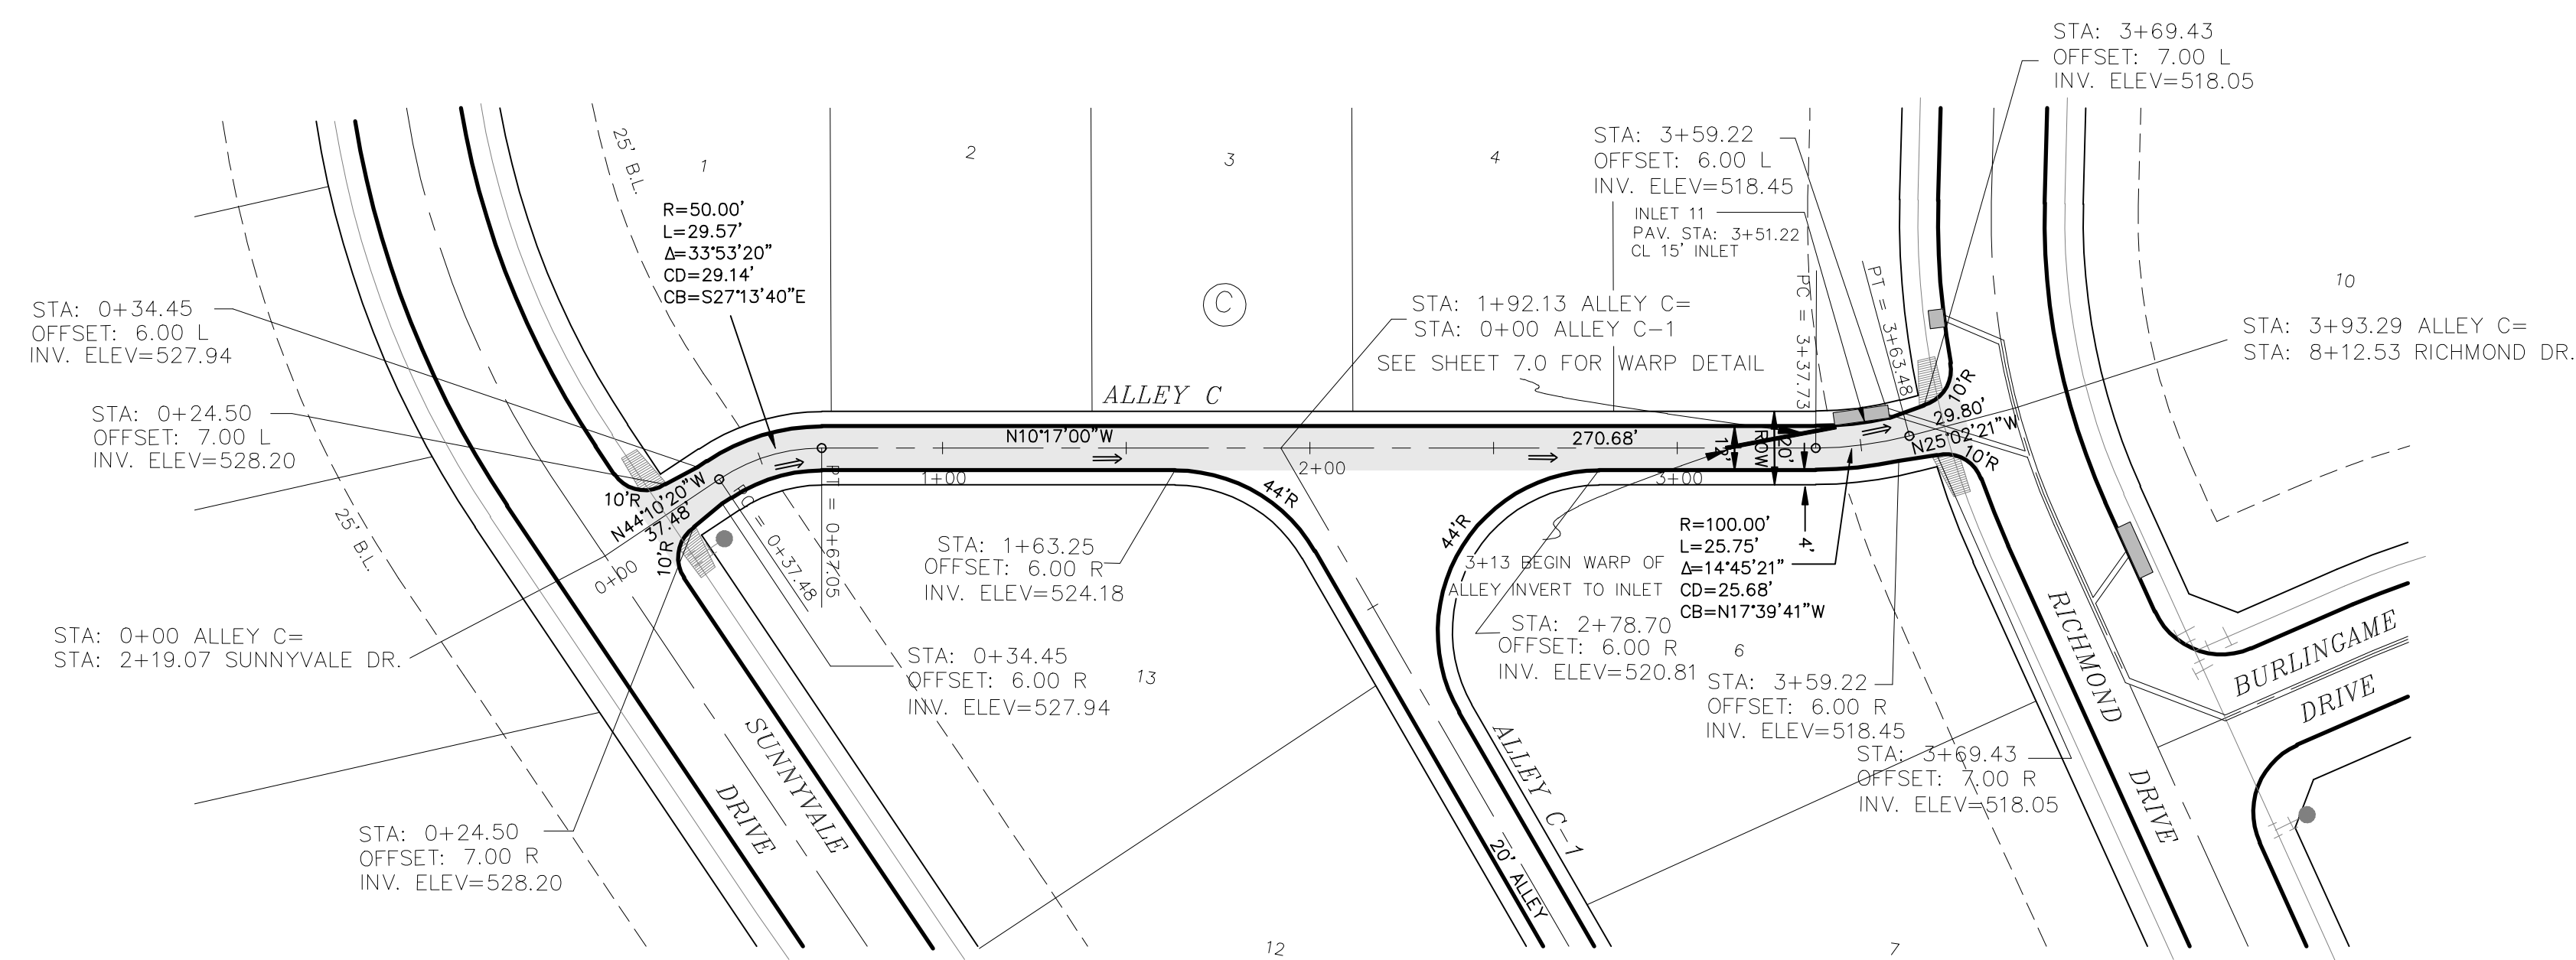 STA: 3+69.43
OFFSET: 7.00 L
INV. ELEV=518.05
STA: 3+59.22
OFFSET: 6.00 L
INV. ELEV=518.45
INLET 11
PAV. STA: 3+51.22
CL 15' INLET
25' B.L.
1
2
3
4
R=50.00'
L=29.57'
Δ=33°53'20"
CD=29.14'
CB=S27°13'40"E
C
STA: 1+92.13 ALLEY C=
STA: 0+00 ALLEY C-1
SEE SHEET 7.0 FOR WARP DETAIL
PC = 3+37.73
PT = 3+63.48
10
STA: 3+93.29 ALLEY C=
STA: 8+12.53 RICHMOND DR.
STA: 0+34.45
OFFSET: 6.00 L
INV. ELEV=527.94
STA: 0+24.50
OFFSET: 7.00 L
INV. ELEV=528.20
ALLEY C
N10°17'00"W
270.68'
12'
ROW
20'
10'R
29.80'
N25°02'21"W
10'R
10'R
N44°10'20"W
37.48'
10'R
0+00
1+00
2+00
3+00
PC = 0+37.48
PT = 0+67.05
44'R
44'R
4'
25' B.L.
STA: 1+63.25
OFFSET: 6.00 R
INV. ELEV=524.18
3+13 BEGIN WARP OF
ALLEY INVERT TO INLET
R=100.00'
L=25.75'
Δ=14°45'21"
CD=25.68'
CB=N17°39'41"W
STA: 0+00 ALLEY C=
STA: 2+19.07 SUNNYVALE DR.
STA: 0+34.45
OFFSET: 6.00 R
INV. ELEV=527.94
13
STA: 2+78.70
OFFSET: 6.00 R
INV. ELEV=520.81
6
STA: 3+59.22
OFFSET: 6.00 R
INV. ELEV=518.45
STA: 3+69.43
OFFSET: 7.00 R
INV. ELEV=518.05
RICHMOND
DRIVE
BURLINGAME
DRIVE
SUNNYVALE
DRIVE
ALLEY C-1
20' ALLEY
STA: 0+24.50
OFFSET: 7.00 R
INV. ELEV=528.20
12
7